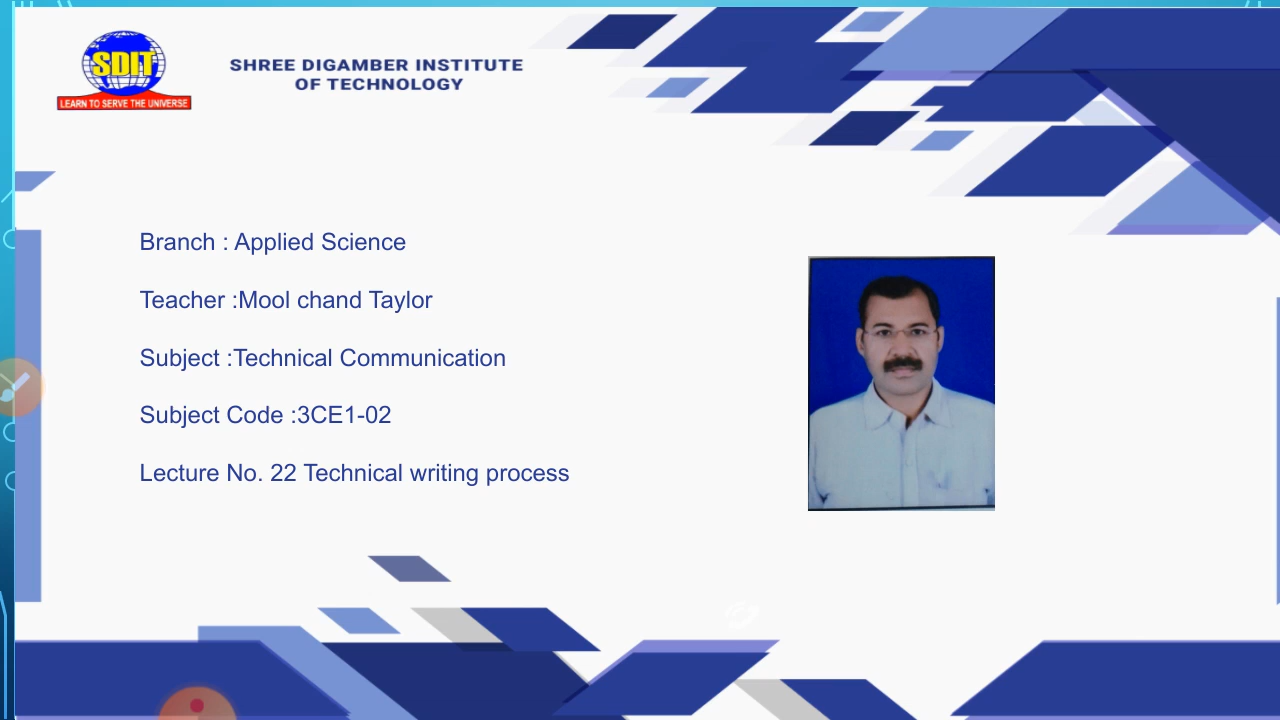 SDIT
LEARN TO SERVE THE UNIVERSE
SHREE DIGAMBER INSTITUTE
OF TECHNOLOGY
Branch : Applied Science
Teacher :Mool chand Taylor
Subject :Technical Communication
Subject Code :3CE1-02
Lecture No. 22 Technical writing process